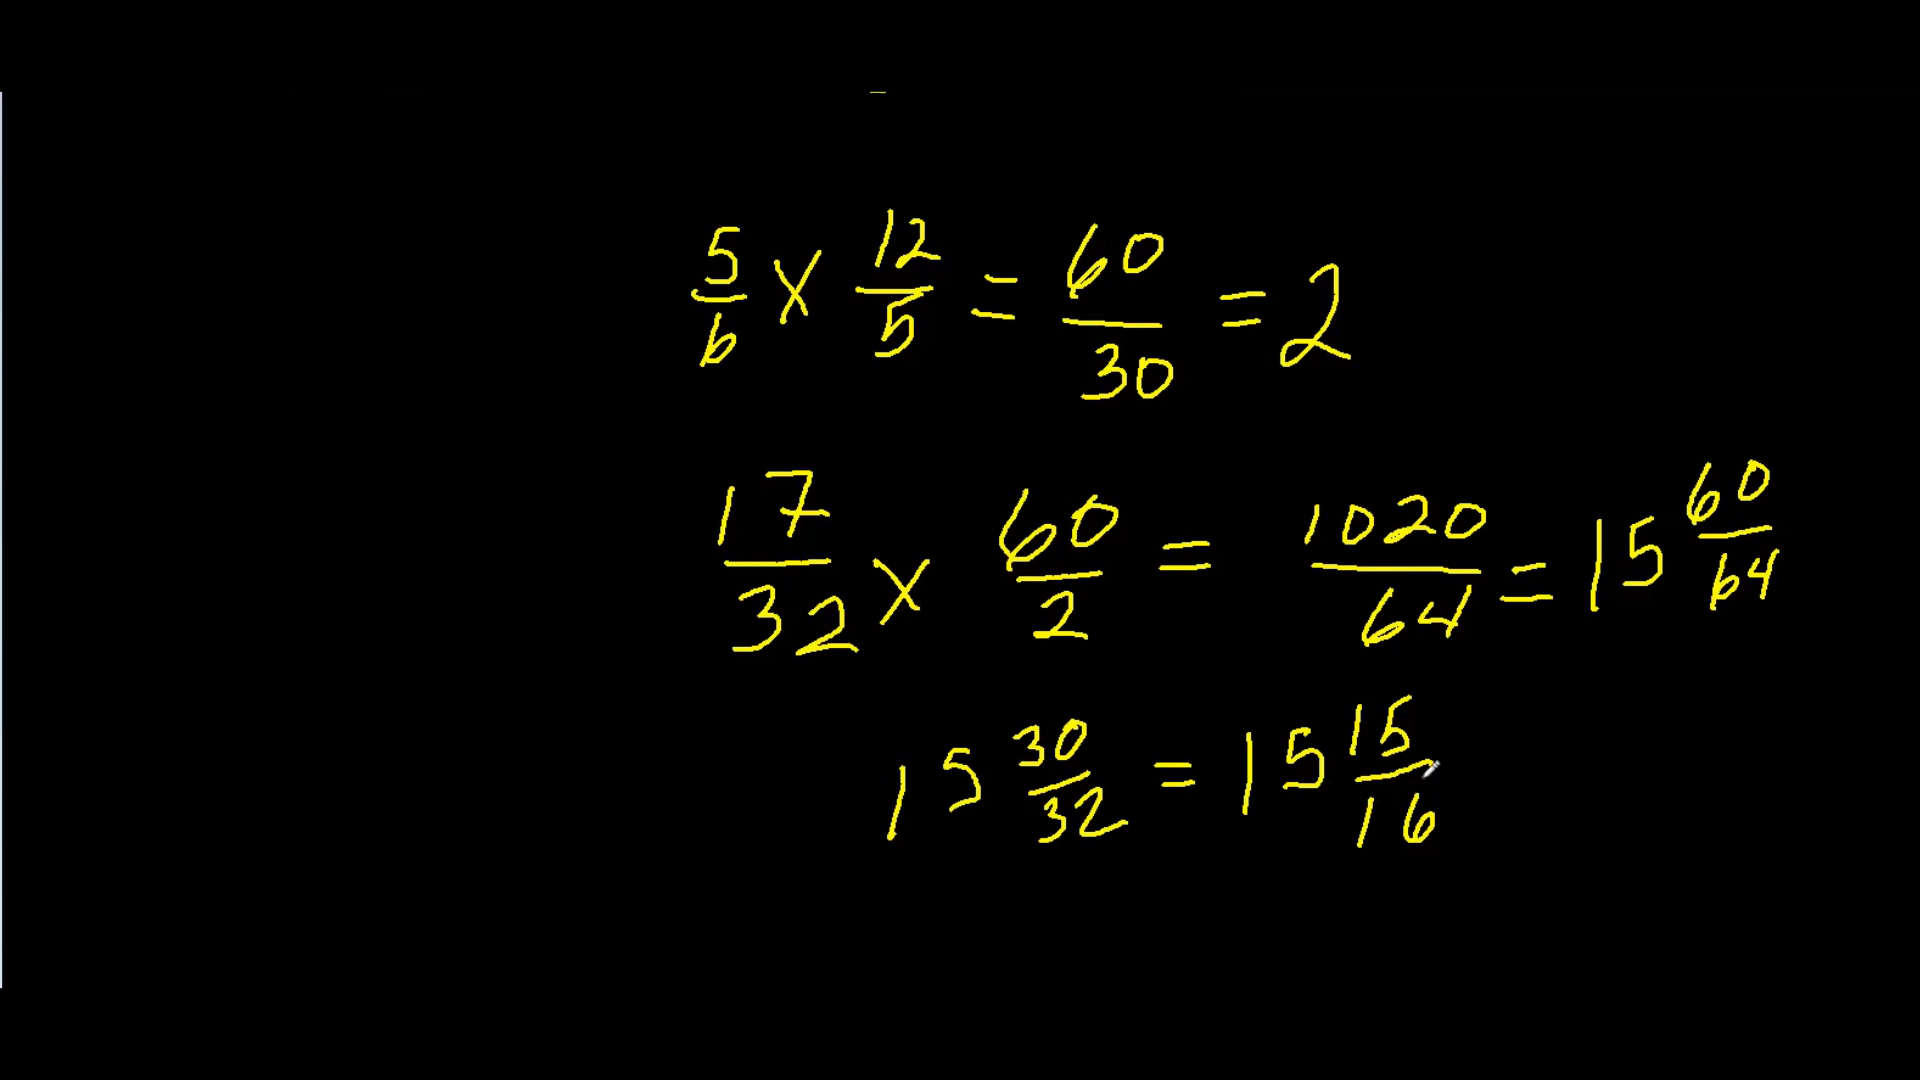 5/6 x 12/5 = 60/30 = 2
17/32 x 60/2 = 1020/64 = 15 60/64
15 30/32 = 15 15/16